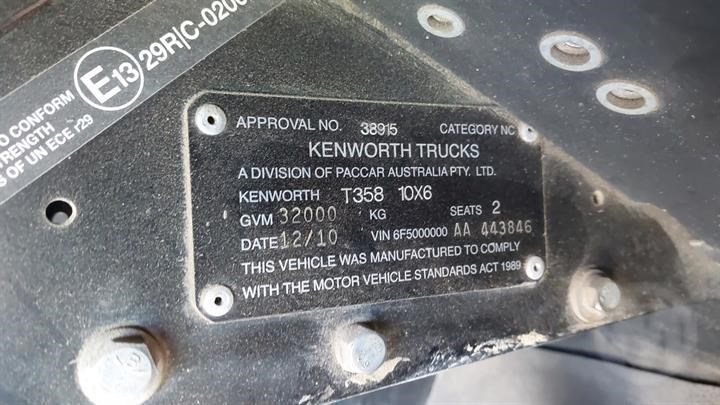 E13 29R|C-020
O CONFORM
RENGTH
S OF UN ECE r29
APPROVAL NO. 38915 CATEGORY NC
KENWORTH TRUCKS
A DIVISION OF PACCAR AUSTRALIA PTY. LTD.
KENWORTH T358 10X6
GVM 32000 KG SEATS 2
DATE 12/10 VIN 6F5000000 AA 443846
THIS VEHICLE WAS MANUFACTURED TO COMPLY
WITH THE MOTOR VEHICLE STANDARDS ACT 1989